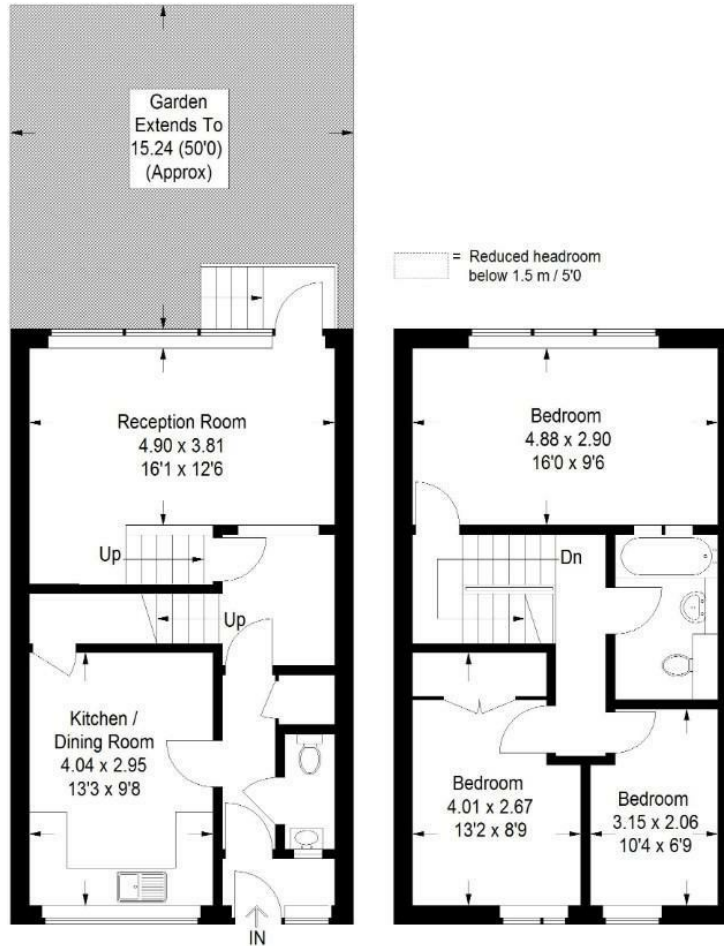 Garden
Extends To
15.24 (50'0)
(Approx)
= Reduced headroom
below 1.5 m / 5'0
Reception Room
4.90 x 3.81
16'1 x 12'6
Up
Up
Kitchen /
Dining Room
4.04 x 2.95
13'3 x 9'8
IN
Bedroom
4.88 x 2.90
16'0 x 9'6
Dn
Bedroom
4.01 x 2.67
13'2 x 8'9
Bedroom
3.15 x 2.06
10'4 x 6'9